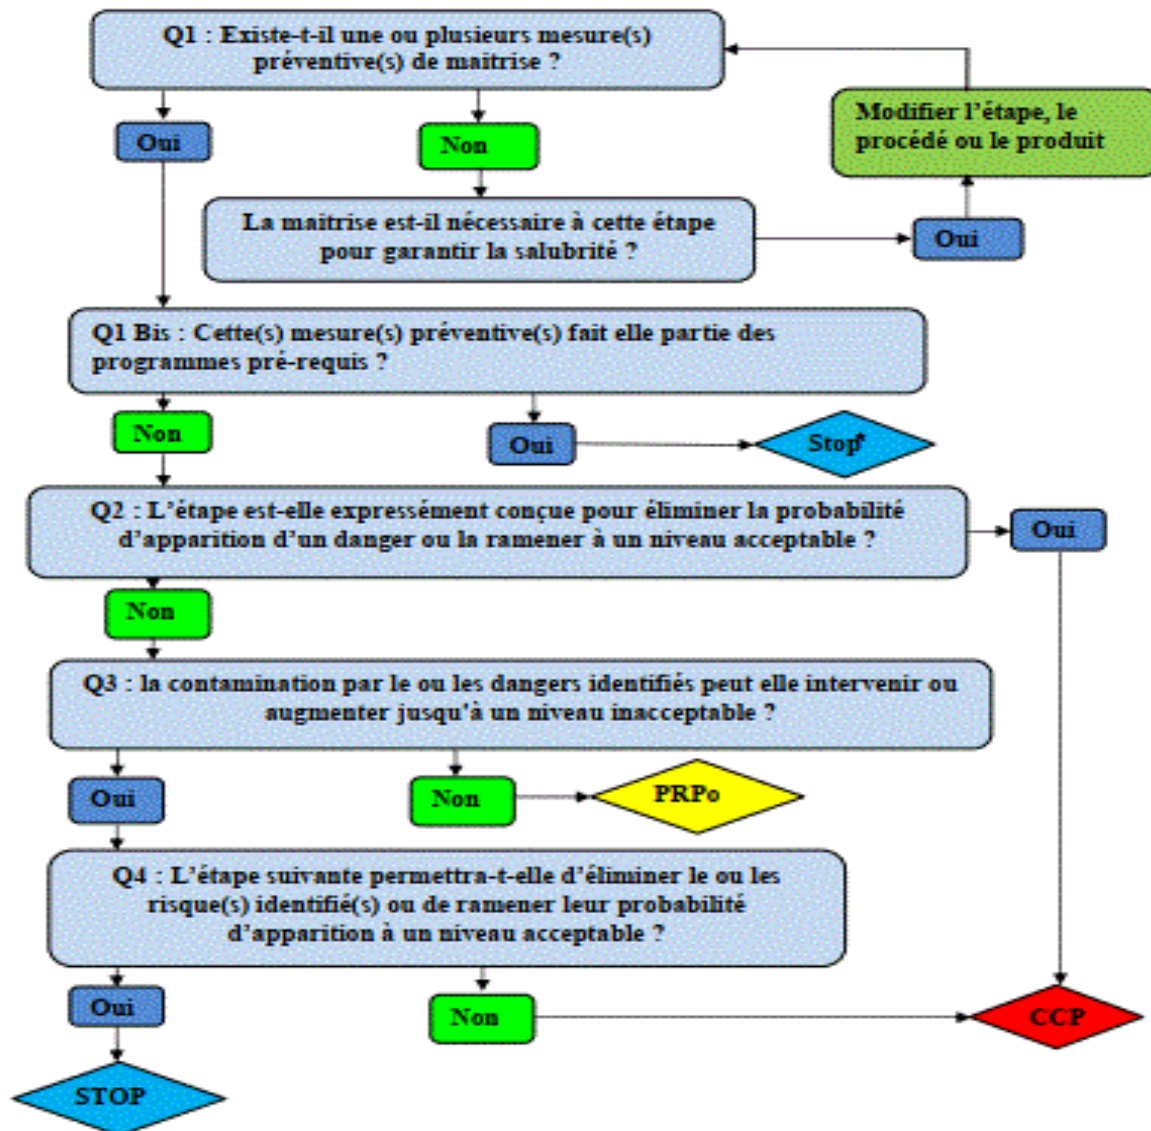 Q1 : Existe-t-il une ou plusieurs mesure(s)
préventive(s) de maitrise ?
Oui
Non
Modifier l'étape, le
procédé ou le produit
La maitrise est-il nécessaire à cette étape
pour garantir la salubrité ?
Oui
Q1 Bis : Cette(s) mesure(s) préventive(s) fait elle partie des
programmes pré-requis ?
Non
Oui
Stop*
Q2 : L'étape est-elle expressément conçue pour éliminer la probabilité
d'apparition d'un danger ou la ramener à un niveau acceptable ?
Oui
Non
Q3 : la contamination par le ou les dangers identifiés peut elle intervenir ou
augmenter jusqu'à un niveau inacceptable ?
Oui
Non
PRPo
Q4 : L'étape suivante permettra-t-elle d'éliminer le ou les
risque(s) identifié(s) ou de ramener leur probabilité
d'apparition à un niveau acceptable ?
Oui
Non
CCP
STOP